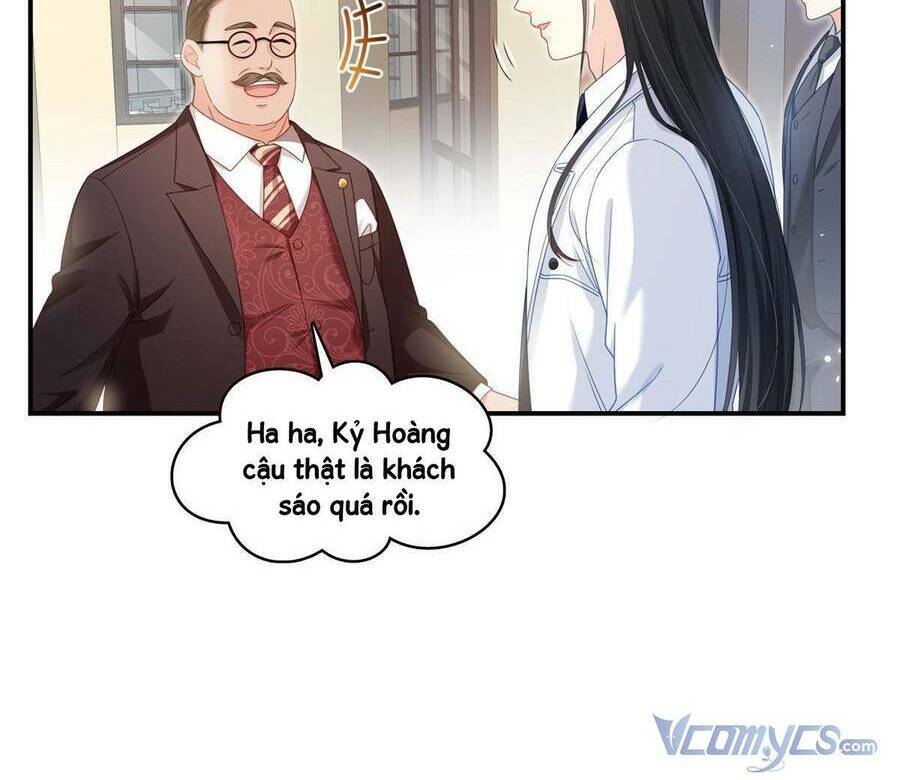 Ha ha, Kỷ Hoàng
cậu thật là khách
sáo quá rồi.
Vcomycs.com